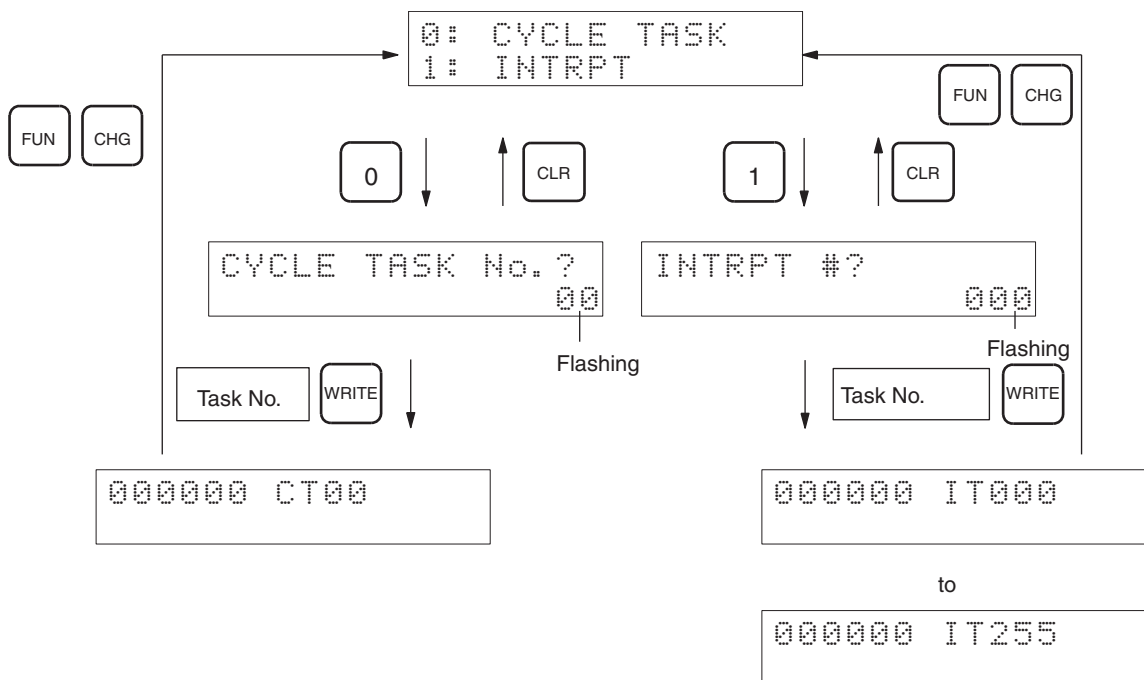 0: CYCLE TASK
1: INTRPT
FUN CHG
FUN CHG
0
CLR
1
CLR
CYCLE TASK No.?
00
INTRPT #?
000
Flashing
Flashing
Task No. WRITE
Task No. WRITE
000000 CT00
000000 IT000
to
000000 IT255